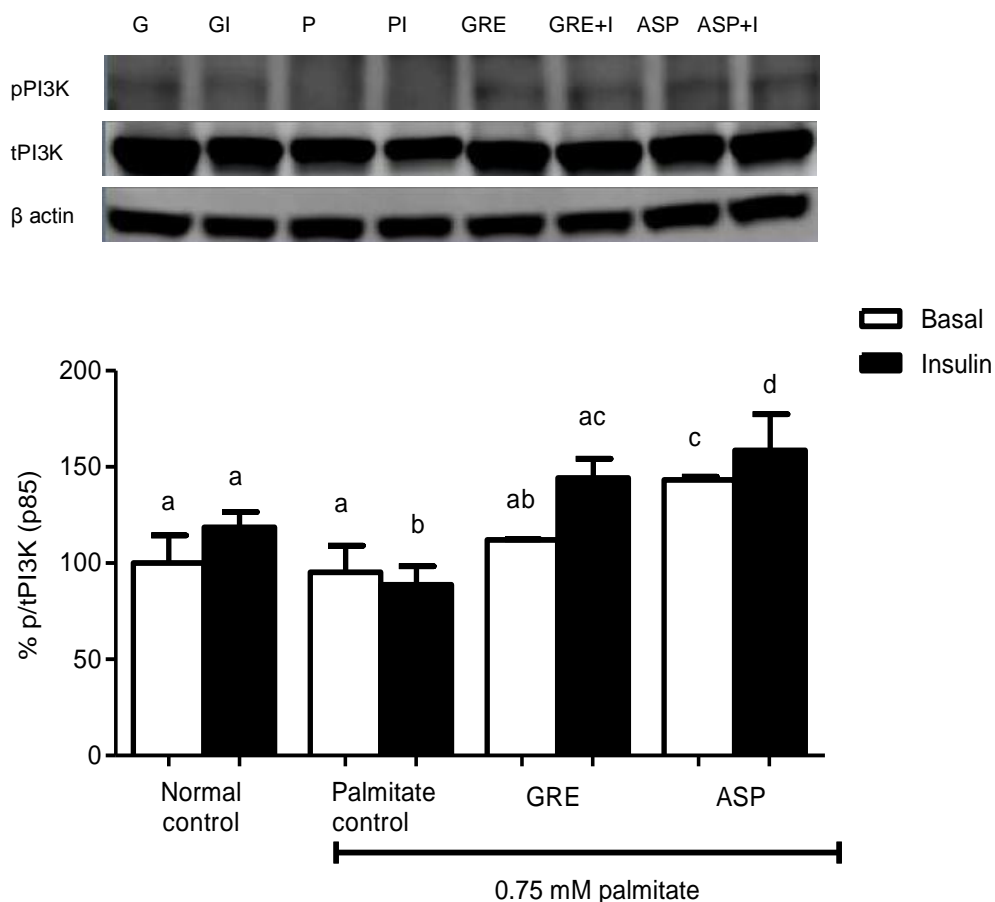 G GI P PI GRE GRE+I ASP ASP+I
pPI3K
tPI3K
β actin
Basal
Insulin
% p/tPI3K (p85)
200
150
100
50
0
a
a
a
b
ab
ac
c
d
Normal
control
Palmitate
control
GRE
ASP
0.75 mM palmitate